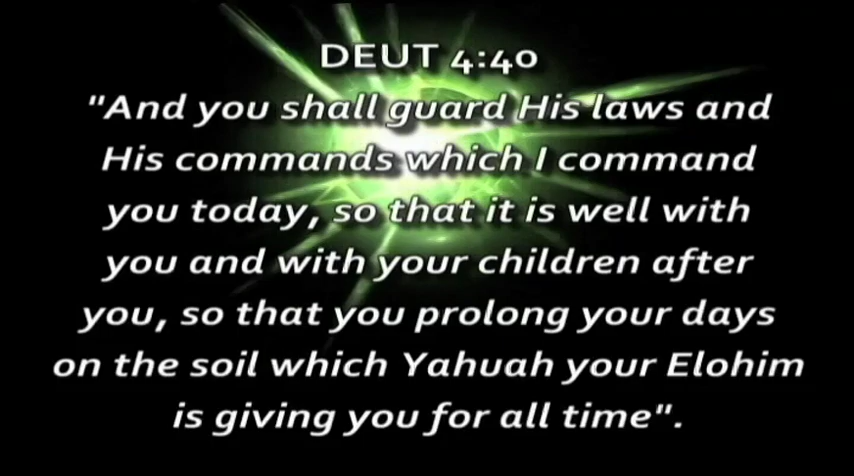 DEUT 4:40
"And you shall guard His laws and
His commands which I command
you today, so that it is well with
you and with your children after
you, so that you prolong your days
on the soil which Yahuah your Elohim
is giving you for all time".